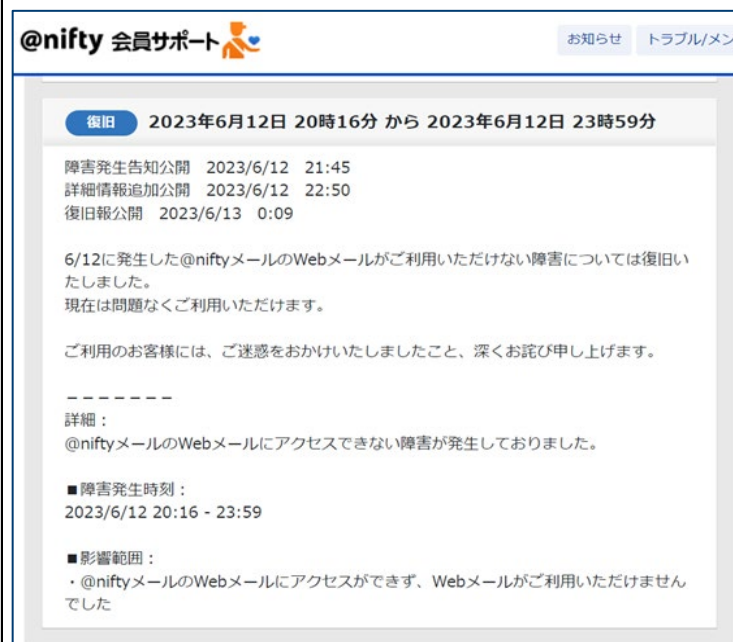 @nifty 会員サポート
お知らせ トラブル/メン
復旧 2023年6月12日 20時16分 から 2023年6月12日 23時59分
障害発生告知公開 2023/6/12 21:45
詳細情報追加公開 2023/6/12 22:50
復旧報公開 2023/6/13 0:09
6/12に発生した@niftyメールのWebメールがご利用いただけない障害については復旧い
たしました。
現在は問題なくご利用いただけます。
ご利用のお客様には、ご迷惑をおかけいたしましたこと、深くお詫び申し上げます。
－－－－－－－
詳細：
@niftyメールのWebメールにアクセスできない障害が発生しておりました。
■障害発生時刻：
2023/6/12 20:16 - 23:59
■影響範囲：
・@niftyメールのWebメールにアクセスができず、Webメールがご利用いただけません
でした